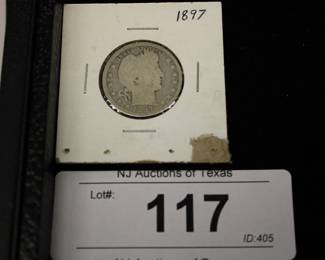 1897
NJ Auctions of Texas
Lot#:
117
ID:405